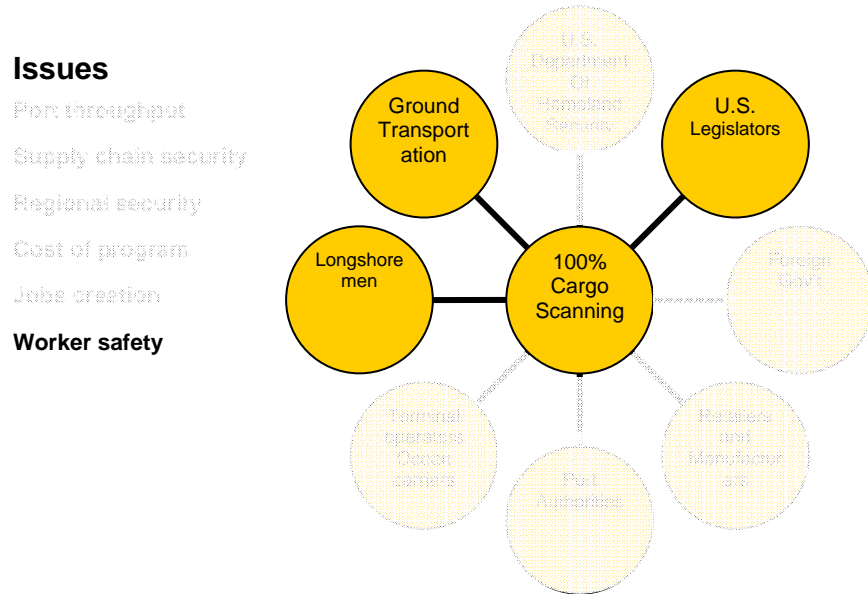 Issues
Port throughput
Supply chain security
Regional security
Cost of program
Jobs creation
Worker safety
U.S.
Department
Of
Homeland
Security
Ground
Transport
ation
U.S.
Legislators
Longshore
men
100%
Cargo
Scanning
Foreign
Govt
Terminal
operators
Ocean
carriers
Port
Authorities
Retailers
and
Manufactur
ers